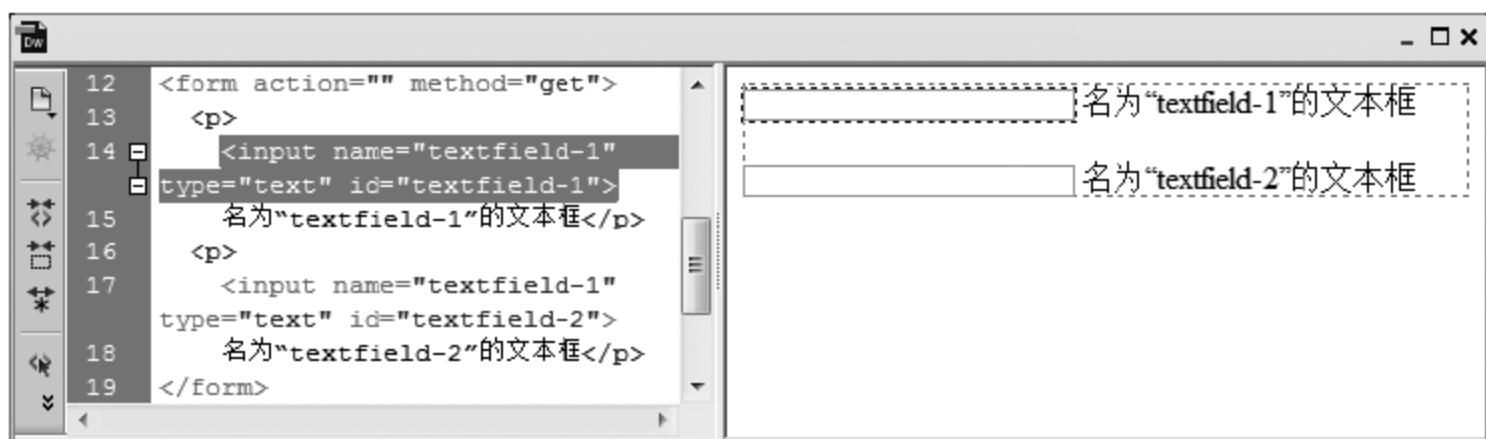 Dw
12 <form action="" method="get">
13 <p>
14 <input name="textfield-1"
type="text" id="textfield-1">
15 名为“textfield-1”的文本框</p>
16 <p>
17 <input name="textfield-1"
type="text" id="textfield-2">
18 名为“textfield-2”的文本框</p>
19 </form>
名为“textfield-1”的文本框
名为“textfield-2”的文本框